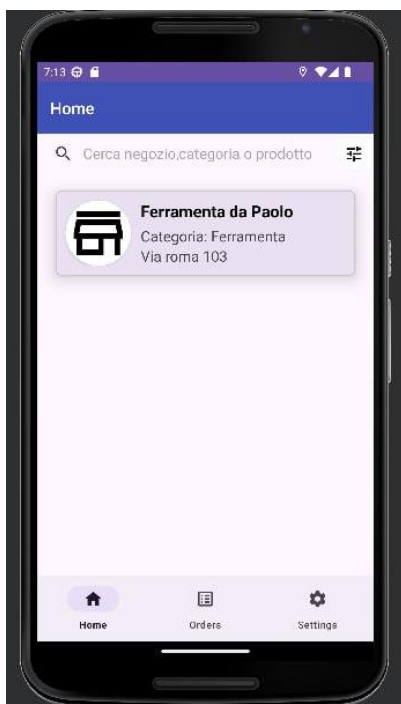 7:13
Home
Cerca negozio,categoria o prodotto
Ferramenta da Paolo
Categoria: Ferramenta
Via roma 103
Home
Orders
Settings